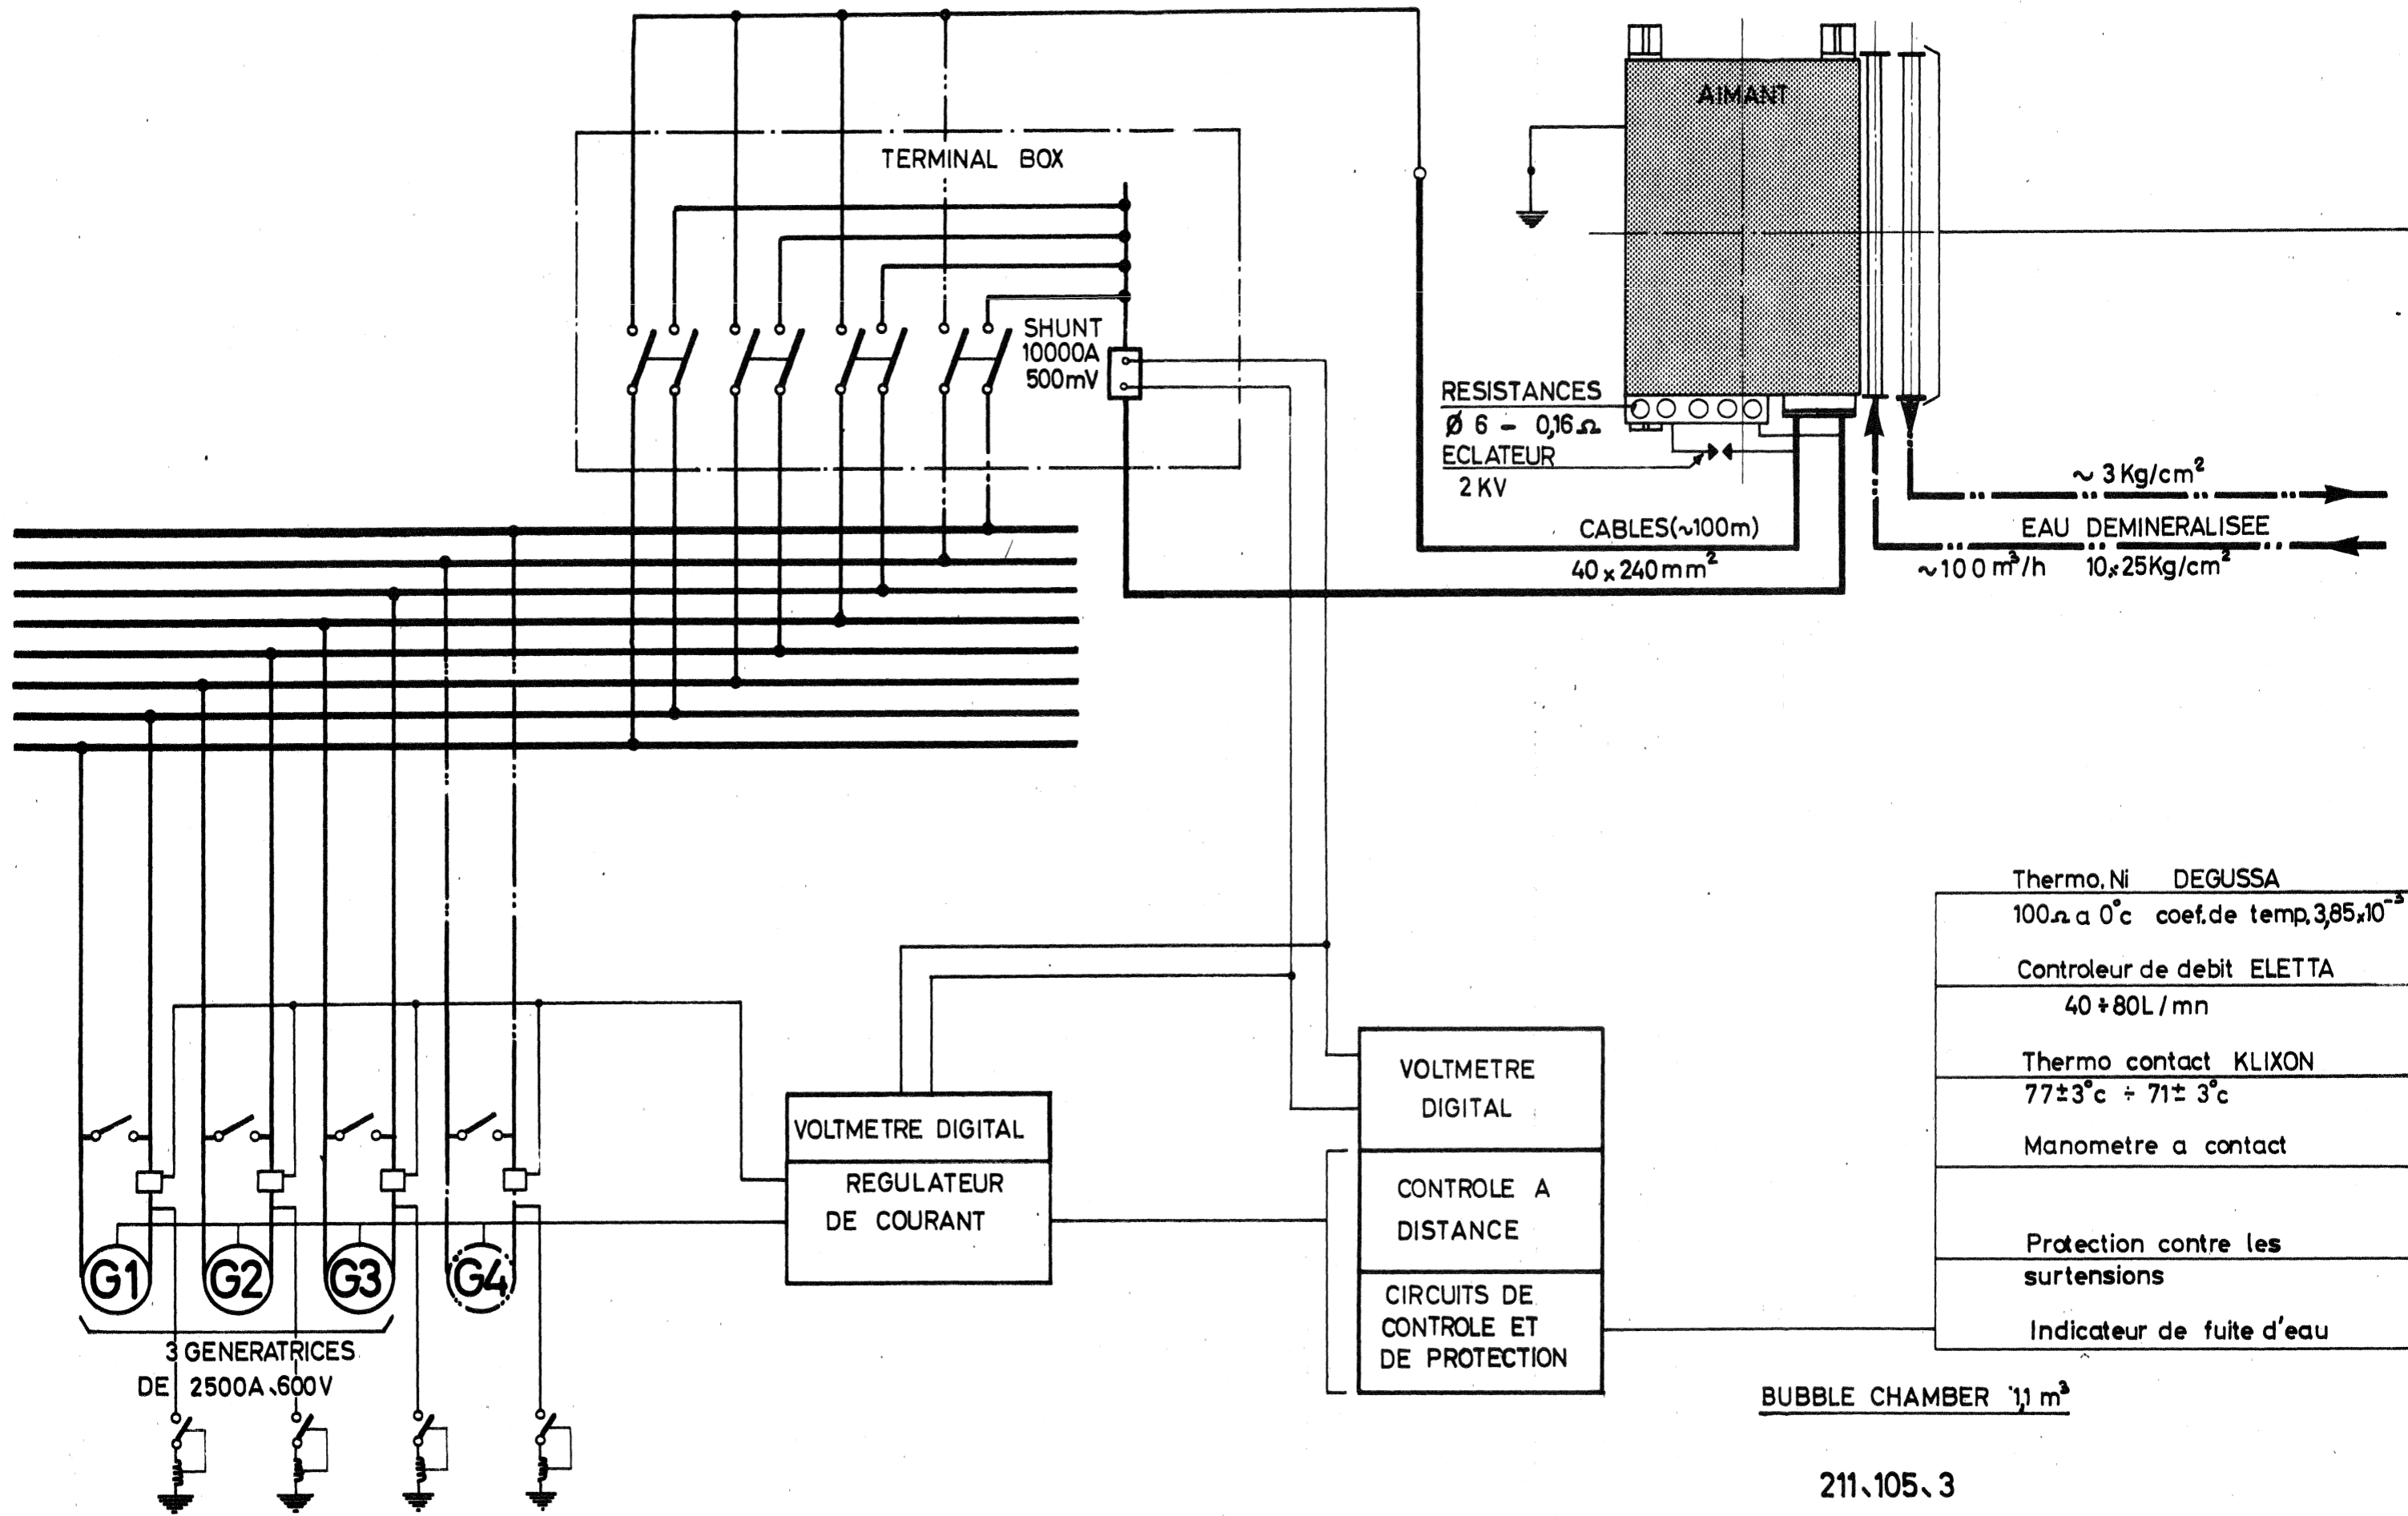 AIMANT
TERMINAL BOX
SHUNT
10000A
500mV
RESISTANCES
Ø 6 - 0,16Ω
ECLATEUR
2 KV
~ 3 Kg/cm²
CABLES (~100m)
40 x 240 mm²
EAU DEMINERALISEE
~100 m³/h 10÷25Kg/cm²
Thermo. Ni DEGUSSA
100Ω a 0°c coef. de temp. 3,85x10⁻³
Controleur de debit ELETTA
40÷80L/mn
Thermo contact KLIXON
77±3°c ÷ 71± 3°c
Manometre a contact
Protection contre les
surtensions
Indicateur de fuite d'eau
VOLTMETRE
DIGITAL
CONTROLE A
DISTANCE
CIRCUITS DE
CONTROLE ET
DE PROTECTION
VOLTMETRE DIGITAL
REGULATEUR
DE COURANT
G1 G2 G3 G4
3 GENERATRICES
DE 2500A、600V
BUBBLE CHAMBER 1,1 m³
211、105、3